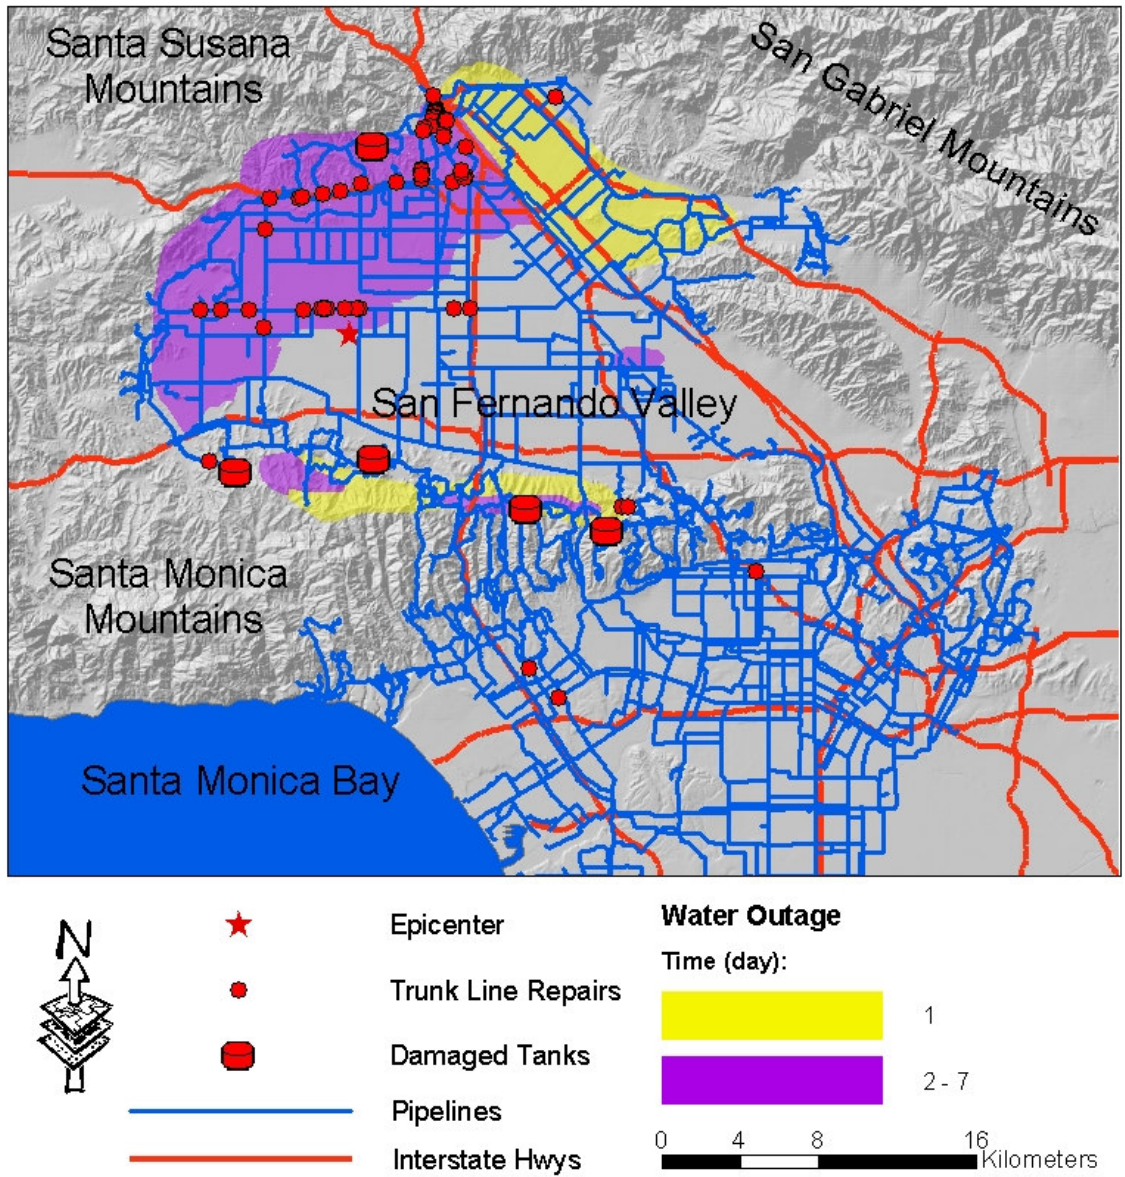 Santa Susana
Mountains
San Gabriel Mountains
San Fernando Valley
Santa Monica
Mountains
Santa Monica Bay
N
Epicenter
Trunk Line Repairs
Damaged Tanks
Pipelines
Interstate Hwys
Water Outage
Time (day):
1
2 - 7
0 4 8 16
Kilometers